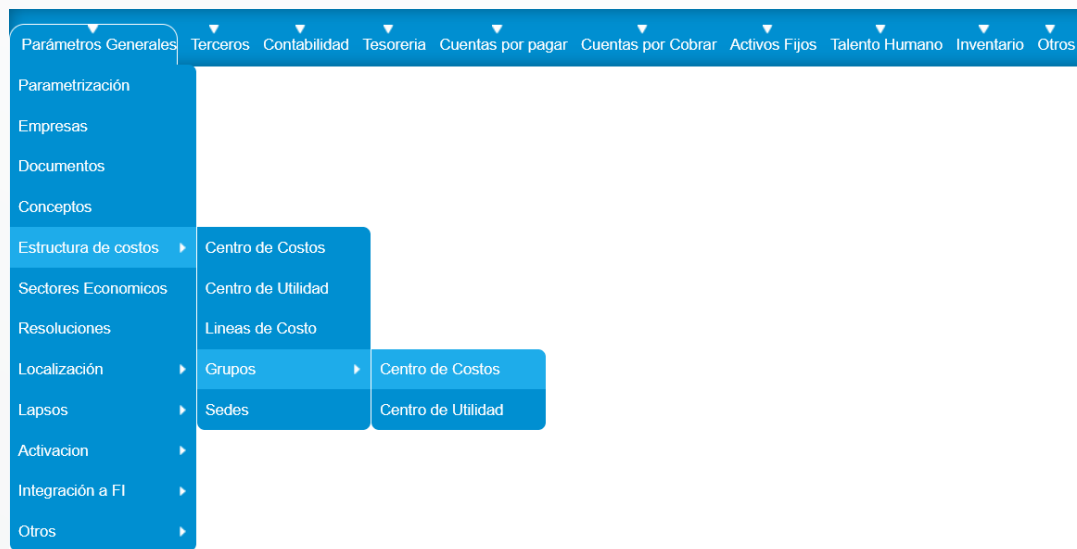 Parámetros Generales Terceros Contabilidad Tesoreria Cuentas por pagar Cuentas por Cobrar Activos Fijos Talento Humano Inventario Otros
Parametrización
Empresas
Documentos
Conceptos
Estructura de costos Centro de Costos
Sectores Economicos Centro de Utilidad
Resoluciones Lineas de Costo
Localización Grupos Centro de Costos
Lapsos Sedes Centro de Utilidad
Activacion
Integración a FI
Otros